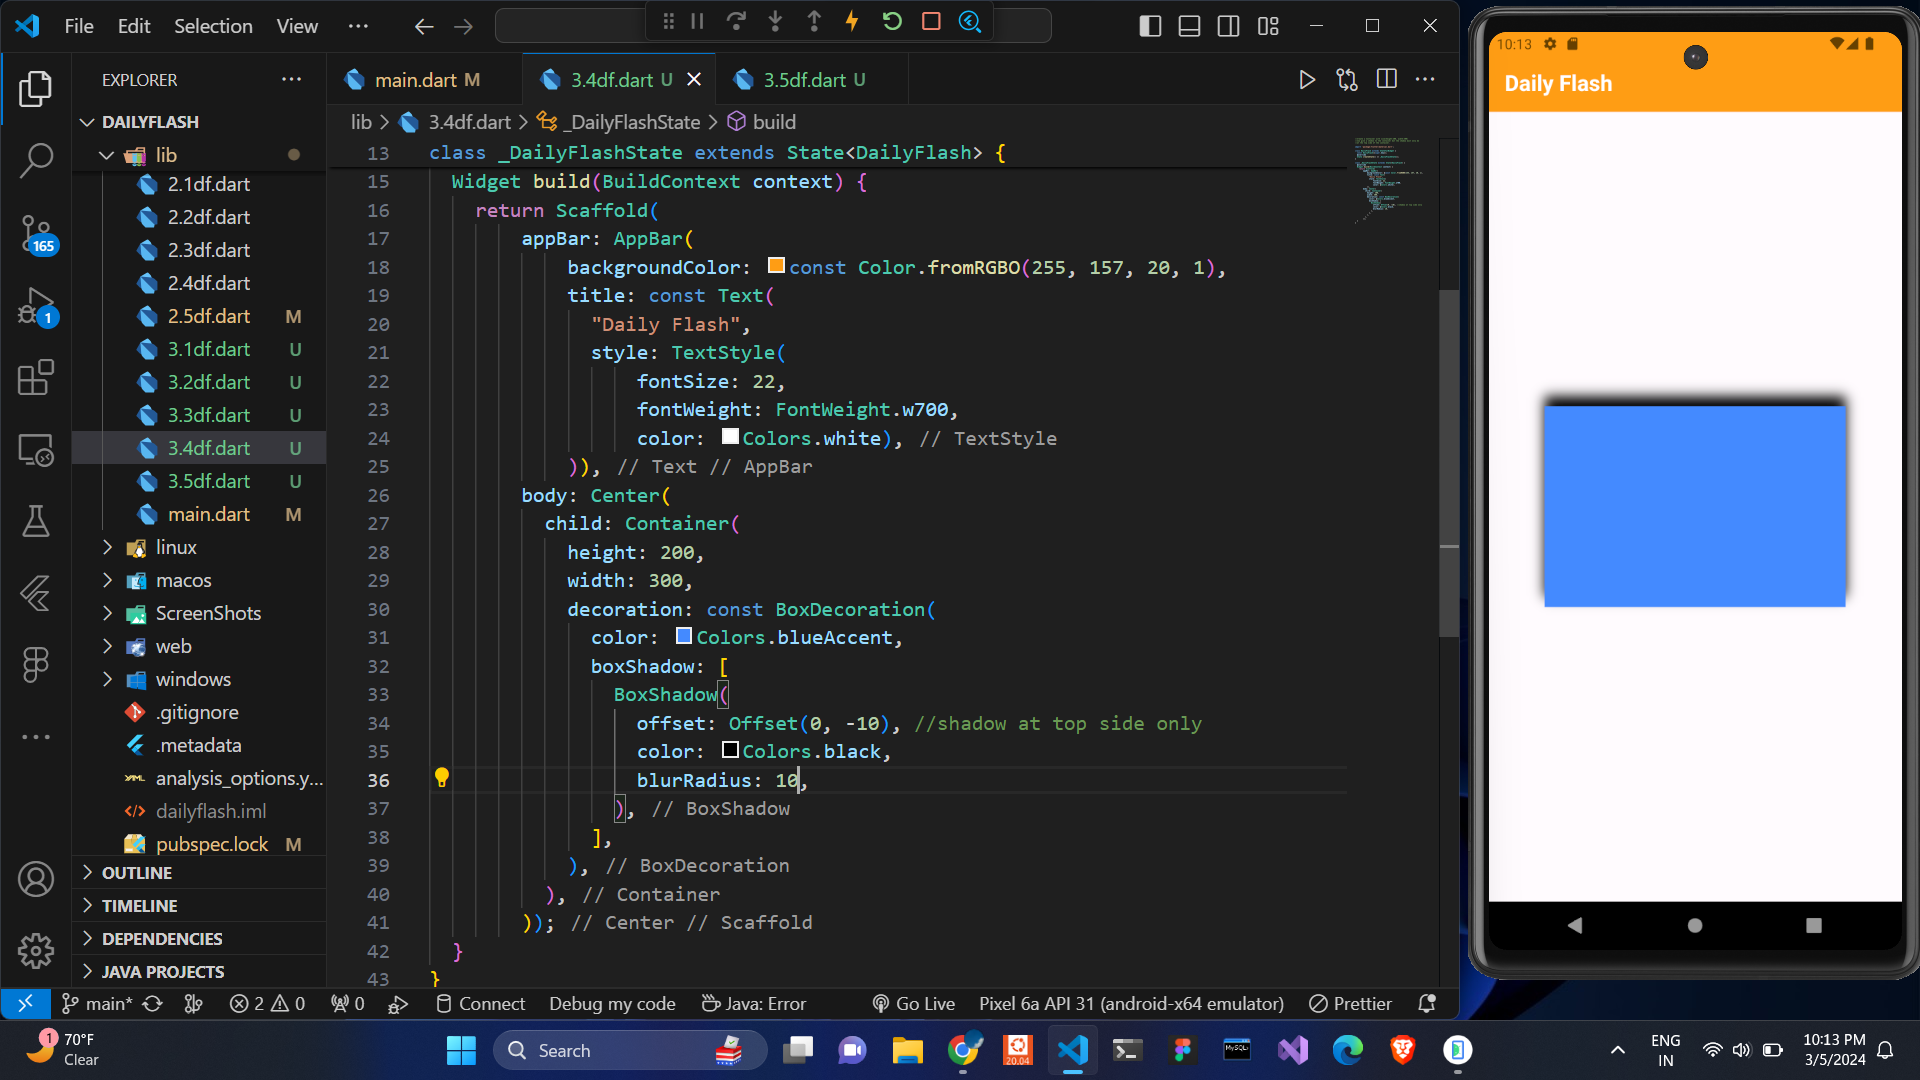 File Edit Selection View
EXPLORER
main.dart M
3.4df.dart U
3.5df.dart U
DAILYFLASH
lib
2.1df.dart
2.2df.dart
2.3df.dart
2.4df.dart
2.5df.dart M
3.1df.dart U
3.2df.dart U
3.3df.dart U
3.4df.dart U
3.5df.dart U
main.dart M
linux
macos
ScreenShots
web
windows
.gitignore
.metadata
analysis_options.y...
dailyflash.iml
pubspec.lock M
OUTLINE
TIMELINE
DEPENDENCIES
JAVA PROJECTS
165
1
lib > 3.4df.dart > _DailyFlashState > build
13 class _DailyFlashState extends State<DailyFlash> {
15 Widget build(BuildContext context) {
16 return Scaffold(
17 appBar: AppBar(
18 backgroundColor: const Color.fromRGBO(255, 157, 20, 1),
19 title: const Text(
20 "Daily Flash",
21 style: TextStyle(
22 fontSize: 22,
23 fontWeight: FontWeight.w700,
24 color: Colors.white), // TextStyle
25 )), // Text // AppBar
26 body: Center(
27 child: Container(
28 height: 200,
29 width: 300,
30 decoration: const BoxDecoration(
31 color: Colors.blueAccent,
32 boxShadow: [
33 BoxShadow(
34 offset: Offset(0, -10), //shadow at top side only
35 color: Colors.black,
36 blurRadius: 10,
37 ), // BoxShadow
38 ],
39 ), // BoxDecoration
40 ), // Container
41 )); // Center // Scaffold
42 }
43 }
main* 2 0 0 Connect Debug my code Java: Error Go Live Pixel 6a API 31 (android-x64 emulator) Prettier
10:13
Daily Flash
1 70°F
Clear
Search
20.04
MySQL
ENG
IN
10:13 PM
3/5/2024